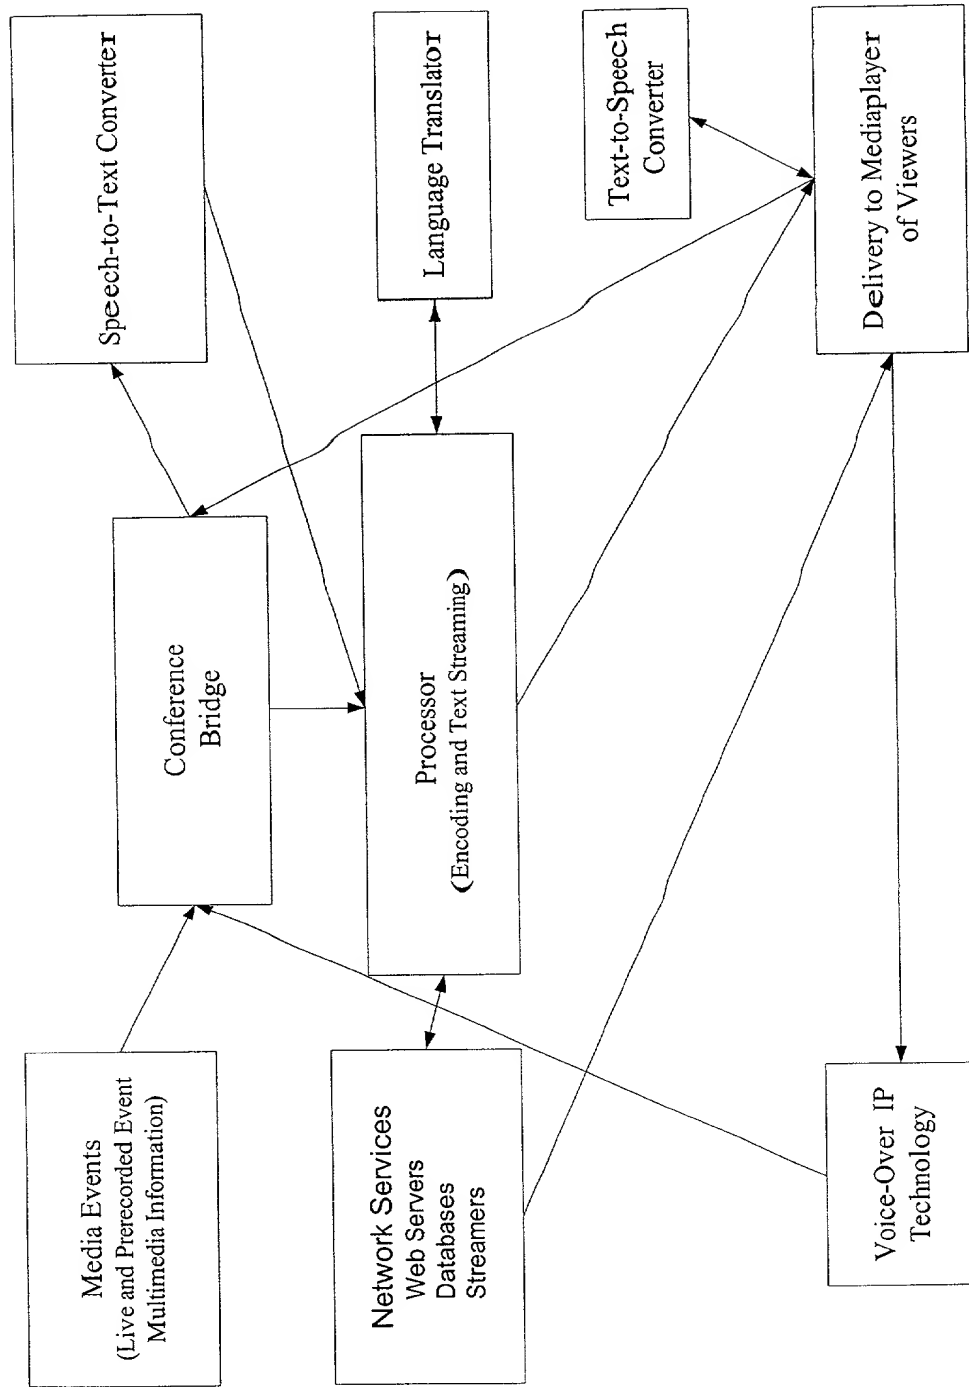 Media Events
(Live and Prerecorded Event
Multimedia Information)
Conference
Bridge
Speech-to-Text Converter
Network Services
Web Servers
Databases
Streamers
Processor
(Encoding and Text Streaming)
Language Translator
Text-to-Speech
Converter
Voice-Over IP
Technology
Delivery to Mediaplayer
of Viewers